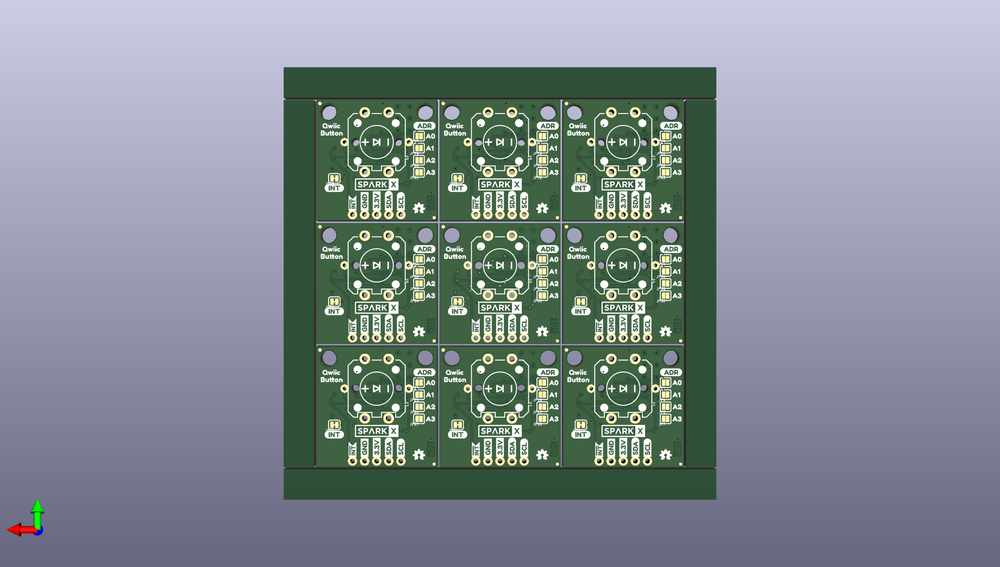 Qwiic
Button
ADR
A0
A1
A2
A3
INT
SPARK X
INT
GND
3.3V
SDA
SCL
Qwiic
Button
ADR
A0
A1
A2
A3
INT
SPARK X
INT
GND
3.3V
SDA
SCL
Qwiic
Button
ADR
A0
A1
A2
A3
INT
SPARK X
INT
GND
3.3V
SDA
SCL
Qwiic
Button
ADR
A0
A1
A2
A3
INT
SPARK X
INT
GND
3.3V
SDA
SCL
Qwiic
Button
ADR
A0
A1
A2
A3
INT
SPARK X
INT
GND
3.3V
SDA
SCL
Qwiic
Button
ADR
A0
A1
A2
A3
INT
SPARK X
INT
GND
3.3V
SDA
SCL
Qwiic
Button
ADR
A0
A1
A2
A3
INT
SPARK X
INT
GND
3.3V
SDA
SCL
Qwiic
Button
ADR
A0
A1
A2
A3
INT
SPARK X
INT
GND
3.3V
SDA
SCL
Qwiic
Button
ADR
A0
A1
A2
A3
INT
SPARK X
INT
GND
3.3V
SDA
SCL